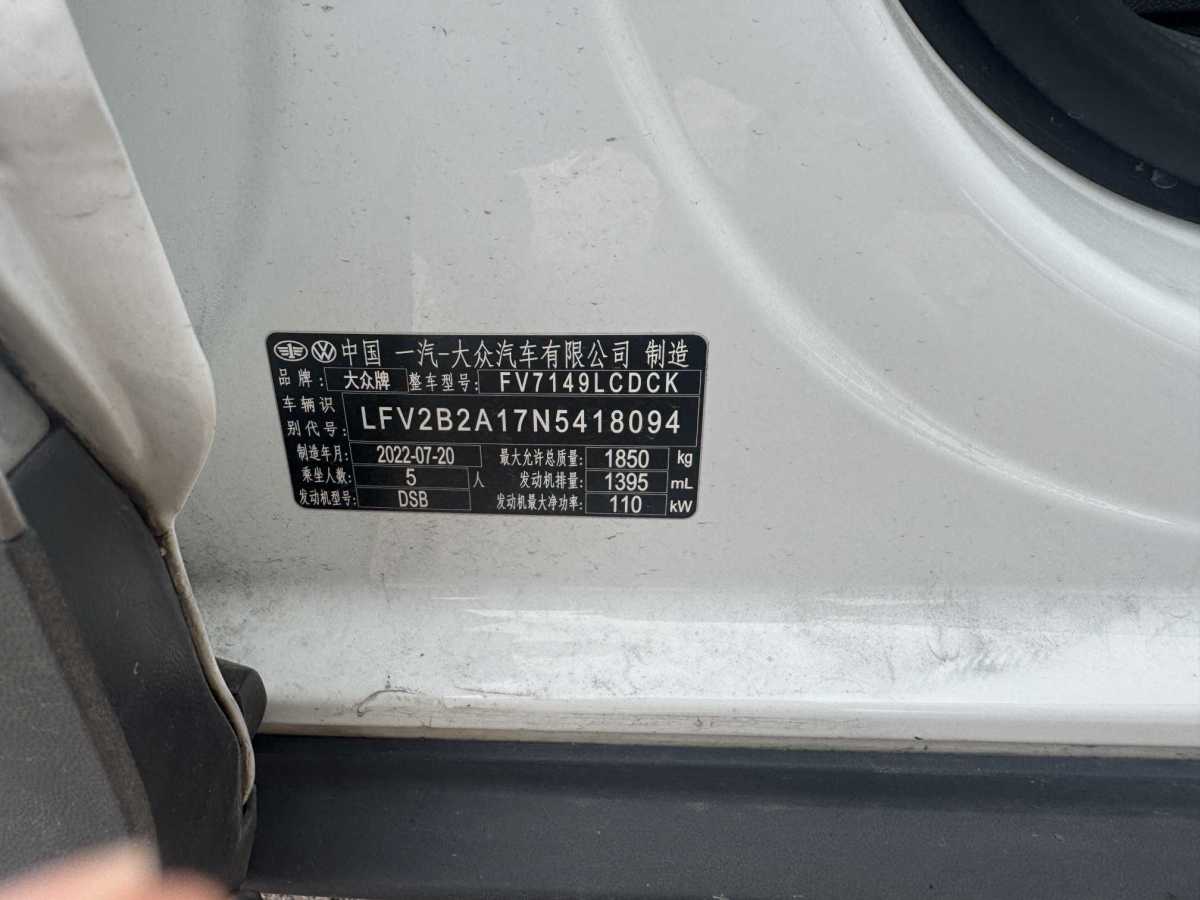 中国 一汽-大众汽车有限公司 制造
品牌: 大众牌 整车型号: FV7149LCDCK
车辆识别代号: LFV2B2A17N5418094
制造年月: 2022-07-20 最大允许总质量: 1850 kg
乘坐人数: 5 人 发动机排量: 1395 mL
发动机型号: DSB 发动机最大净功率: 110 kW